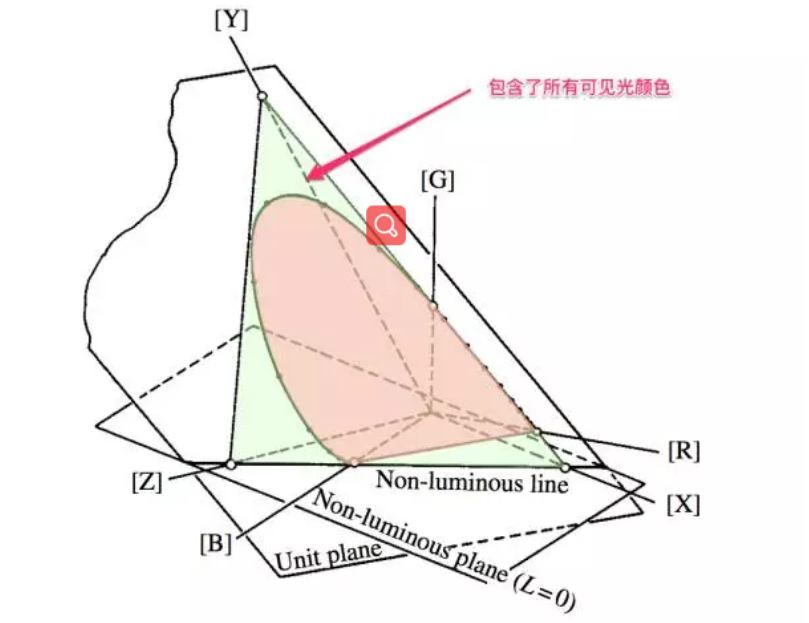 [Y]
包含了所有可见光颜色
[G]
[R]
[Z]
Non-luminous line
[X]
[B]
Non-luminous plane (L=0)
Unit plane